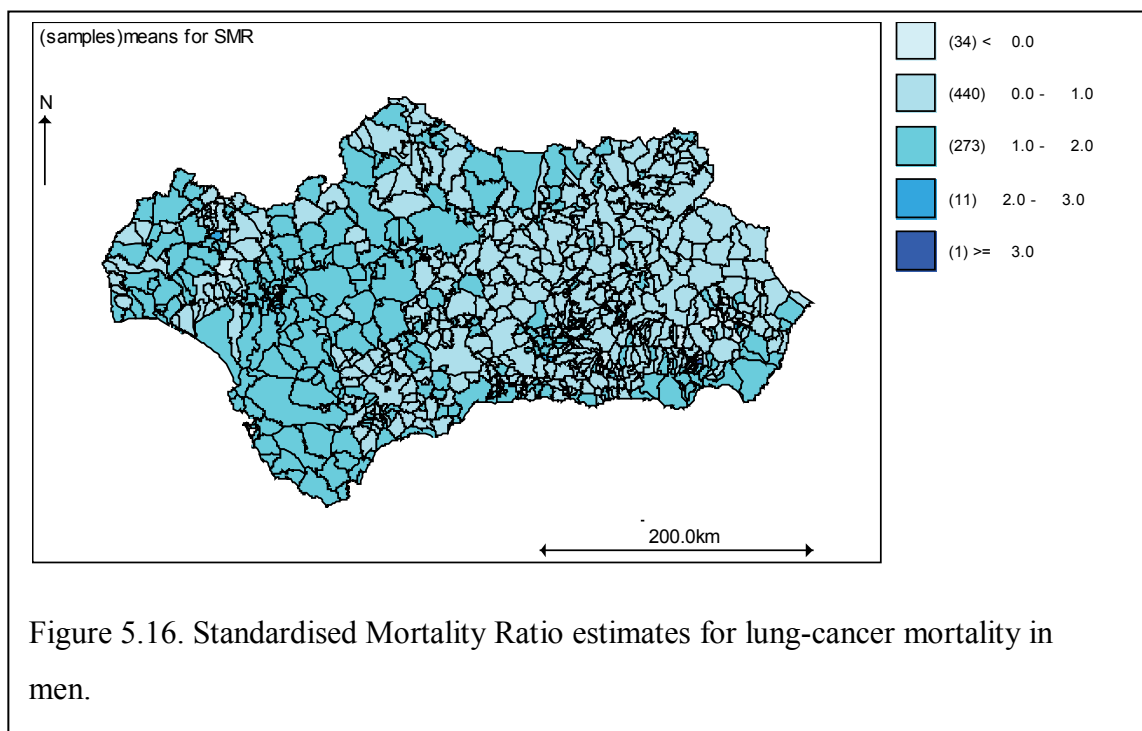 (samples)means for SMR
N
(34) < 0.0
(440) 0.0 - 1.0
(273) 1.0 - 2.0
(11) 2.0 - 3.0
(1) >= 3.0
200.0km
Figure 5.16. Standardised Mortality Ratio estimates for lung-cancer mortality in
men.